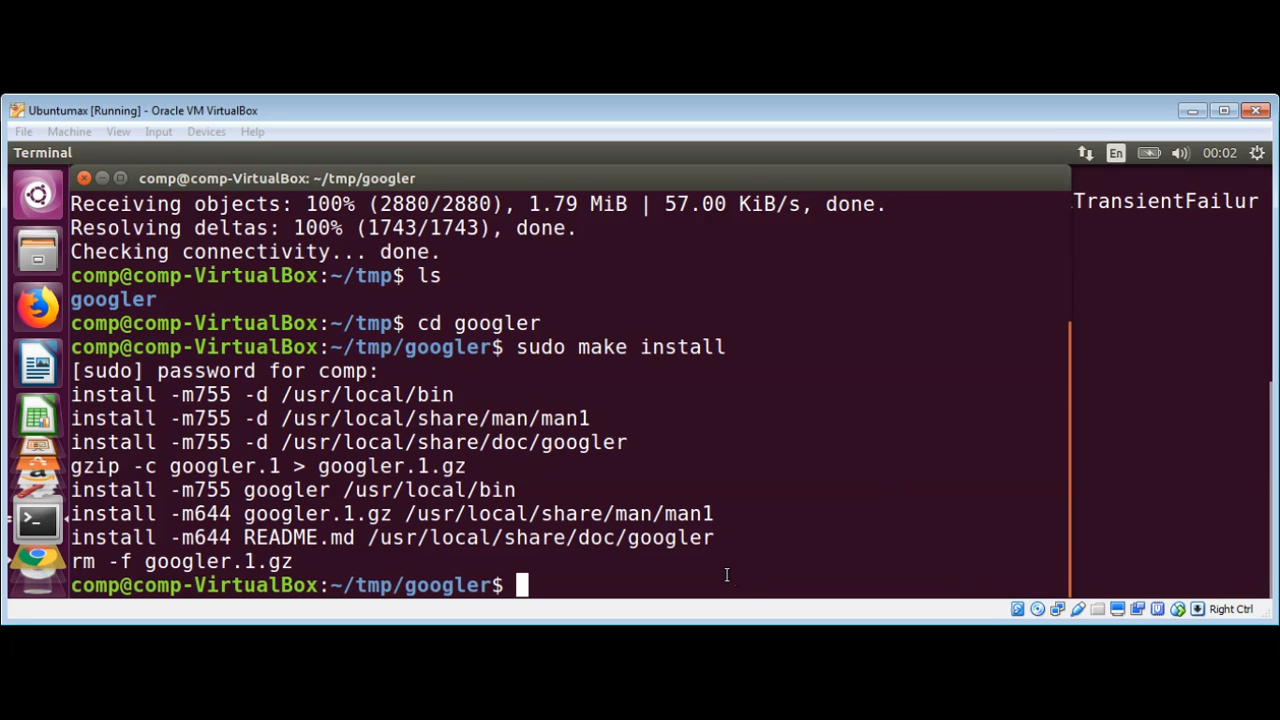 Ubuntumax [Running] - Oracle VM VirtualBox
File Machine View Input Devices Help
Terminal
En
00:02
comp@comp-VirtualBox: ~/tmp/googler
TransientFailur
Receiving objects: 100% (2880/2880), 1.79 MiB | 57.00 KiB/s, done.
Resolving deltas: 100% (1743/1743), done.
Checking connectivity... done.
comp@comp-VirtualBox:~/tmp$ ls
googler
comp@comp-VirtualBox:~/tmp$ cd googler
comp@comp-VirtualBox:~/tmp/googler$ sudo make install
[sudo] password for comp:
install -m755 -d /usr/local/bin
install -m755 -d /usr/local/share/man/man1
install -m755 -d /usr/local/share/doc/googler
gzip -c googler.1 > googler.1.gz
install -m755 googler /usr/local/bin
install -m644 googler.1.gz /usr/local/share/man/man1
install -m644 README.md /usr/local/share/doc/googler
rm -f googler.1.gz
comp@comp-VirtualBox:~/tmp/googler$
Right Ctrl